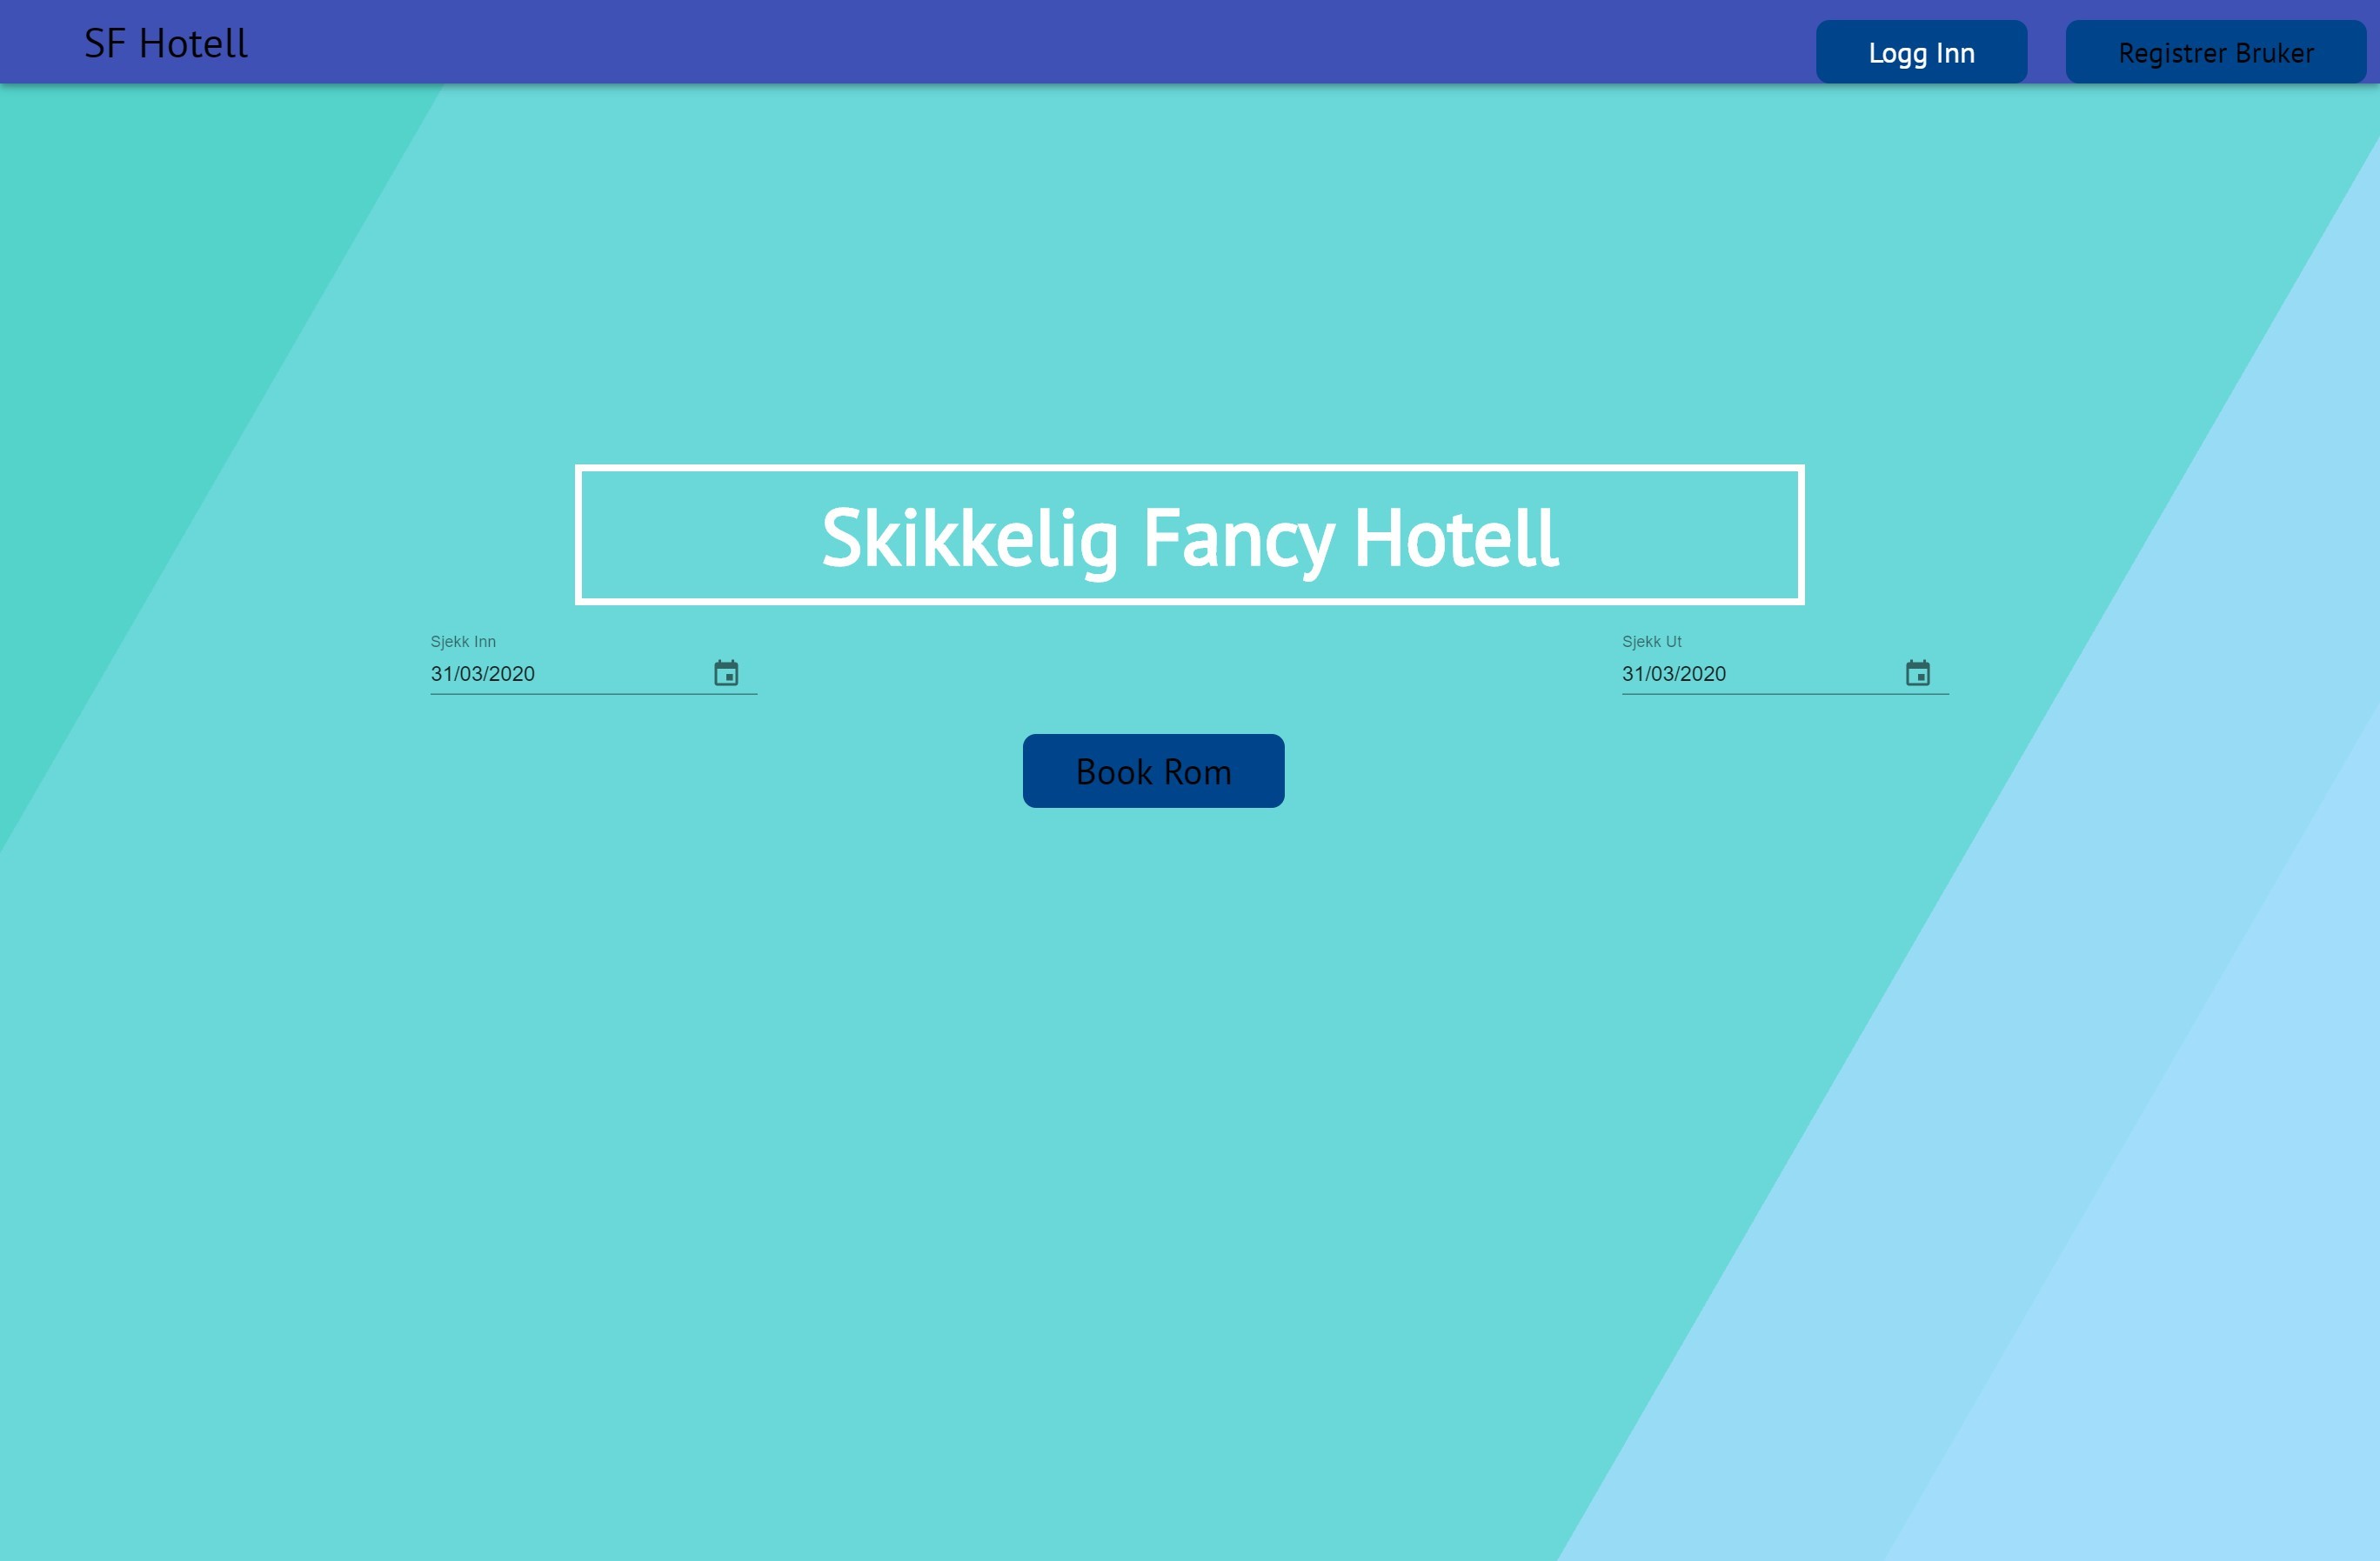 SF Hotell
Logg Inn
Registrer Bruker
Skikkelig Fancy Hotell
Sjekk Inn
31/03/2020
Sjekk Ut
31/03/2020
Book Rom